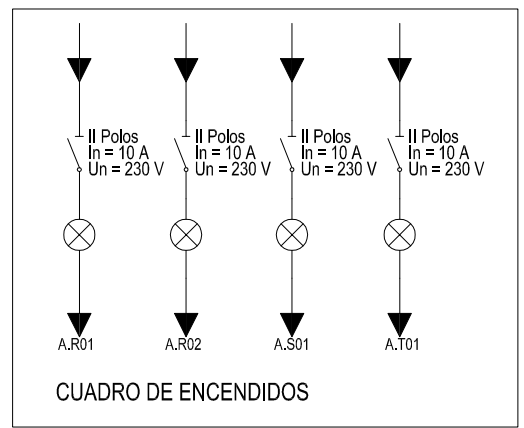 II Polos
In = 10 A
Un = 230 V
II Polos
In = 10 A
Un = 230 V
II Polos
In = 10 A
Un = 230 V
II Polos
In = 10 A
Un = 230 V
A.R01
A.R02
A.S01
A.T01
CUADRO DE ENCENDIDOS